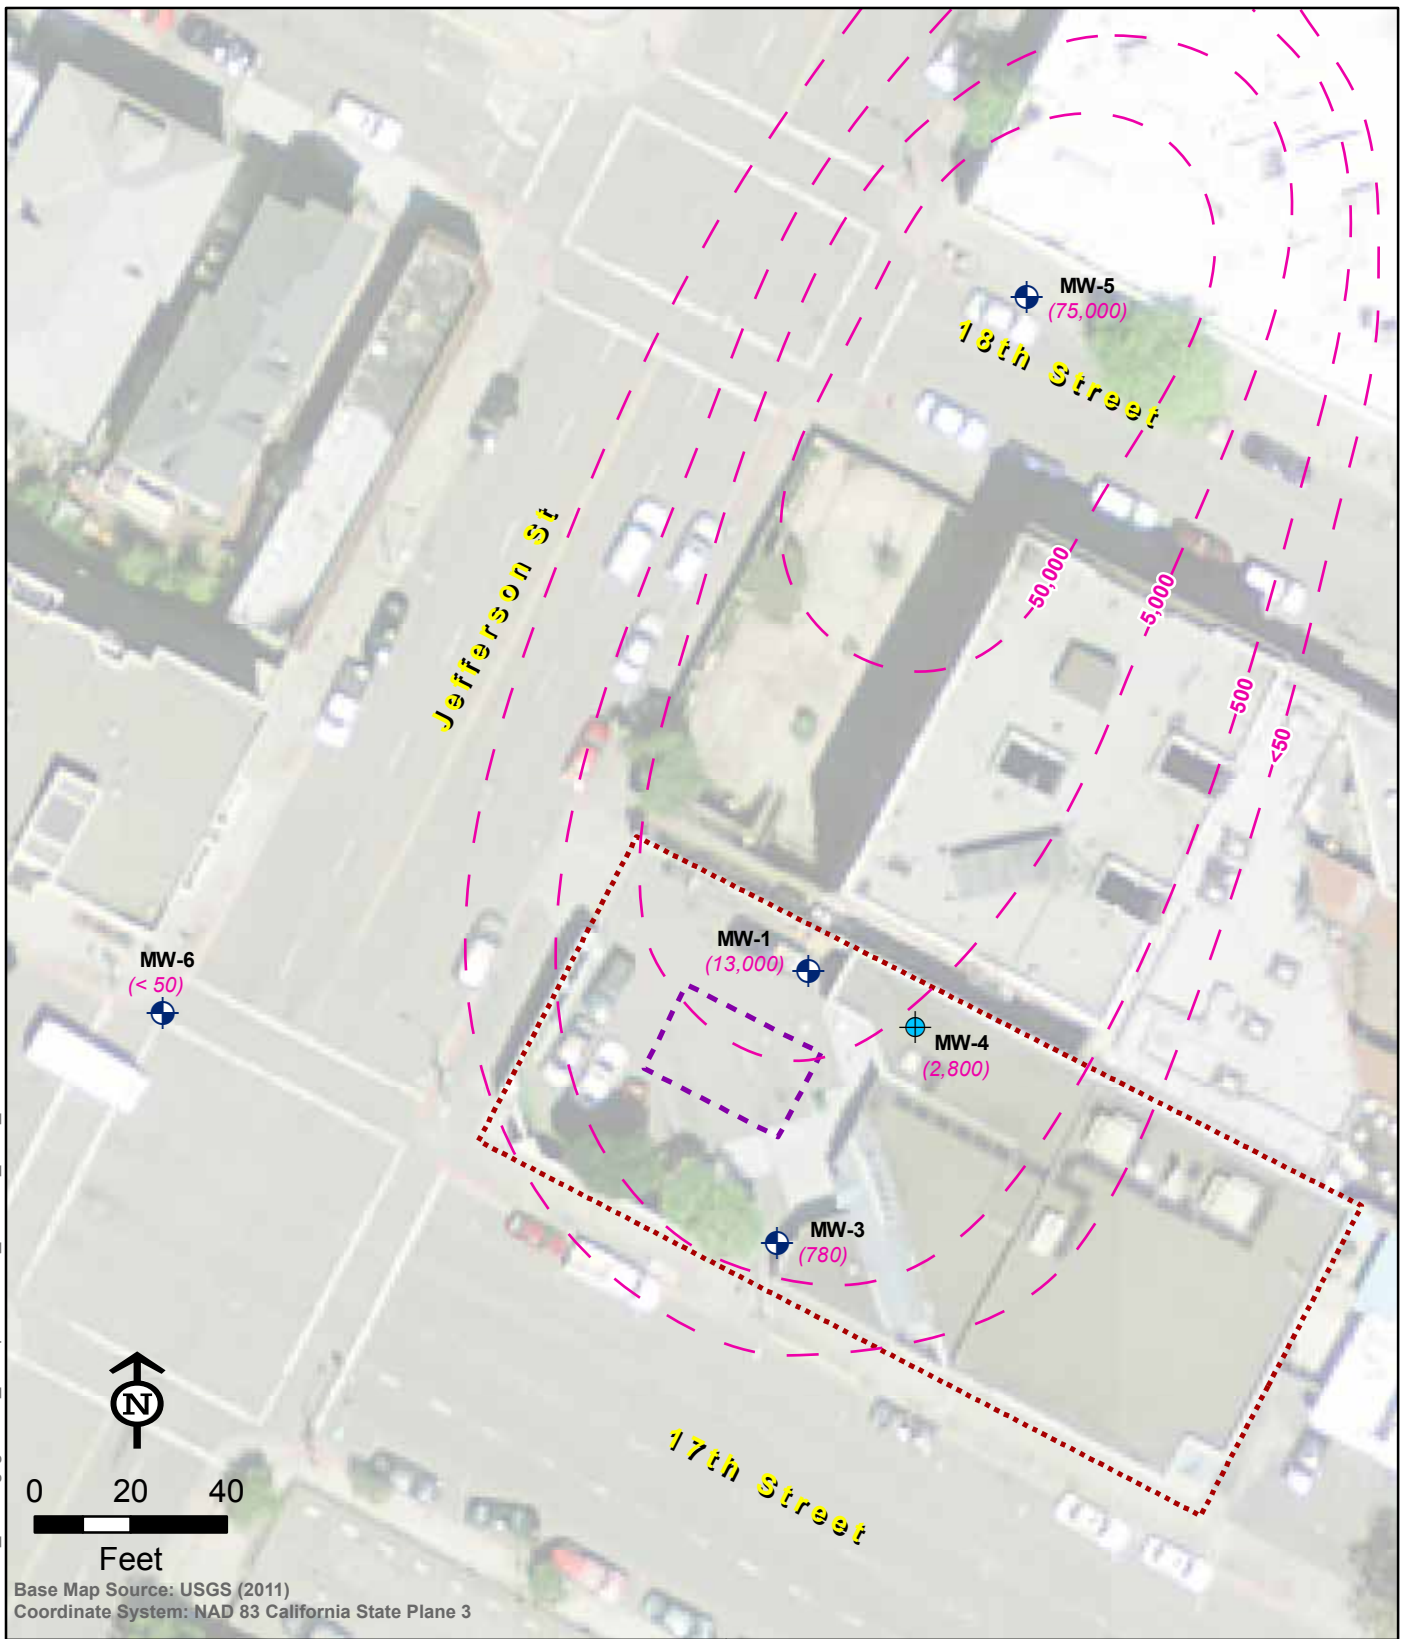 MW-5
(75,000)
18th Street
Jefferson St
50,000
5,000
500
<50
MW-1
(13,000)
MW-6
(< 50)
MW-4
(2,800)
MW-3
(780)
N
17th Street
0 20 40
Feet
Base Map Source: USGS (2011)
Coordinate System: NAD 83 California State Plane 3